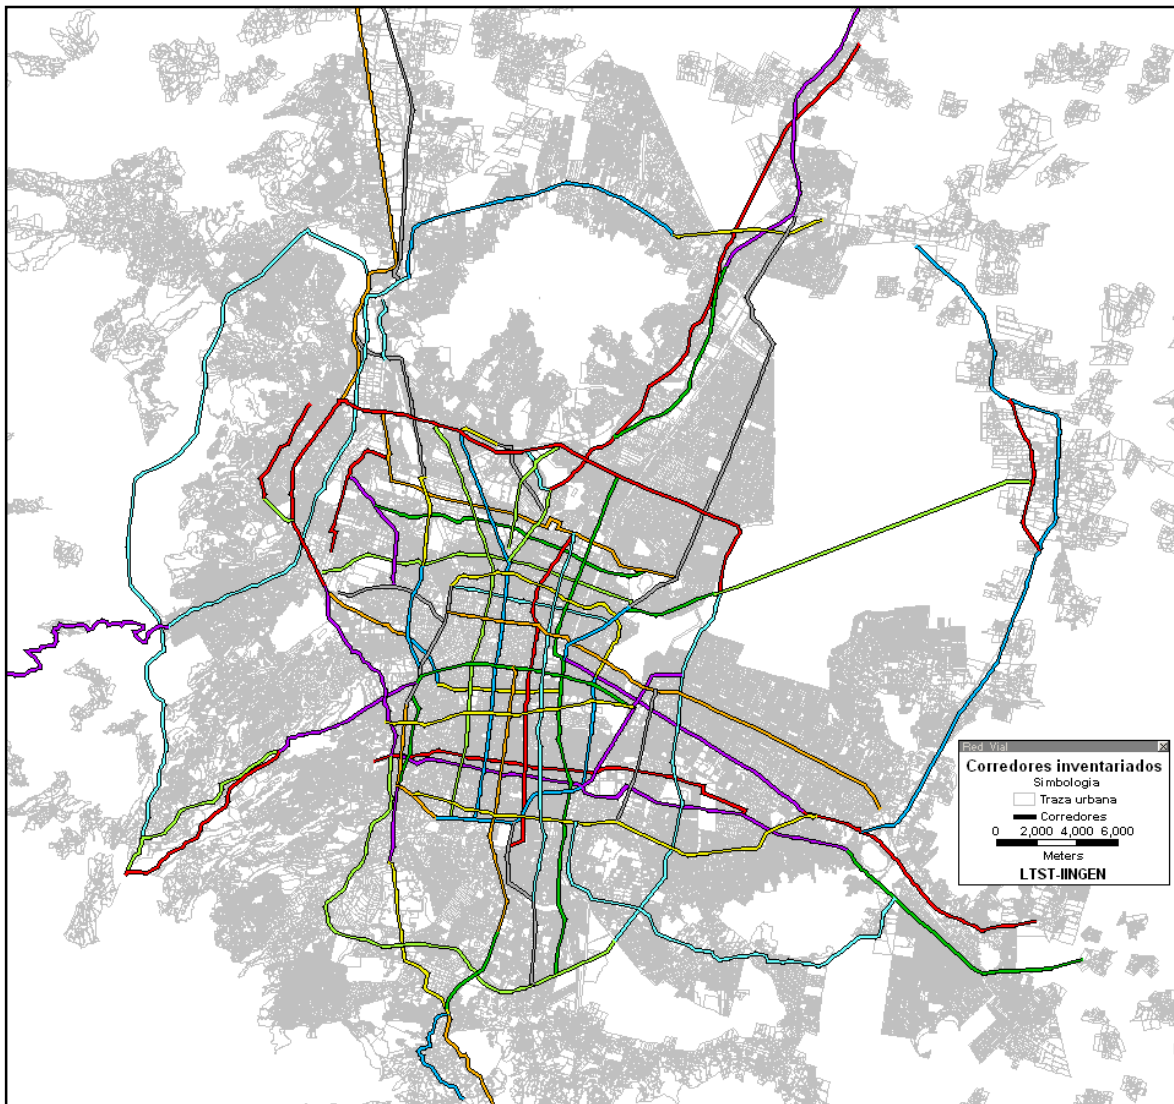 Red Vial
Corredores inventariados
Simbologia
Traza urbana
Corredores
0 2,000 4,000 6,000
Meters
LTST-IINGEN